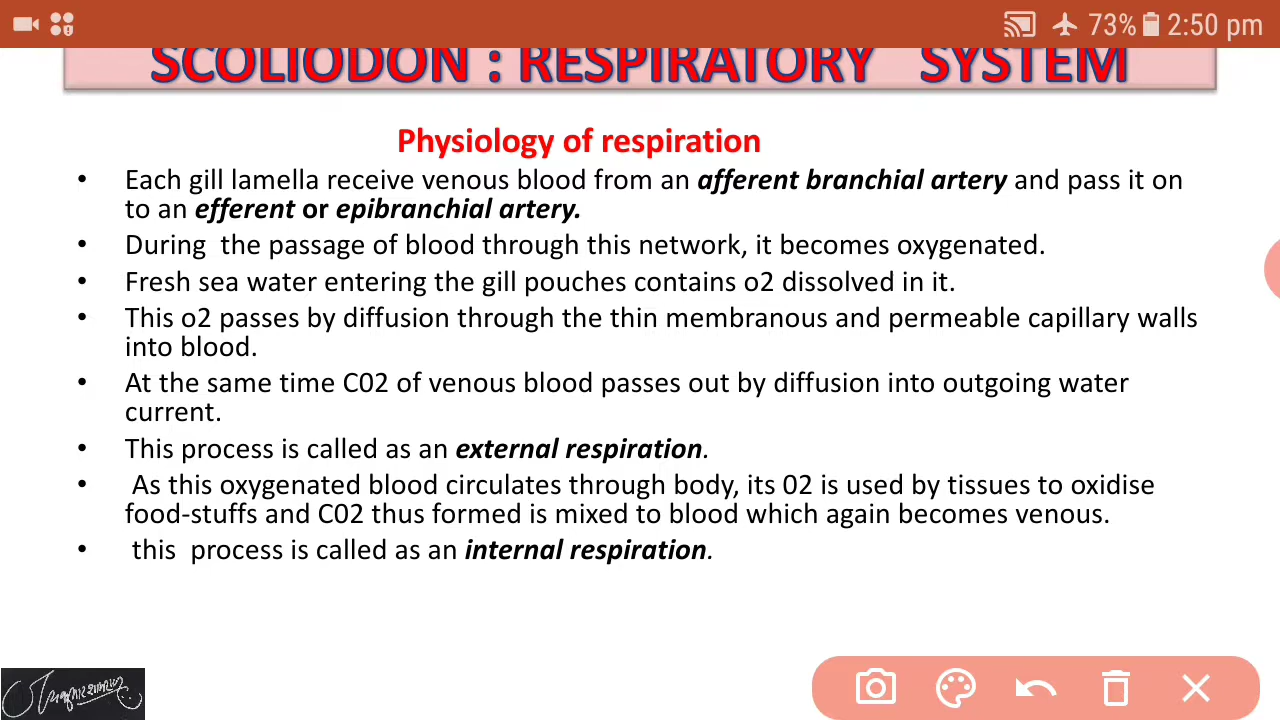 73% 2:50 pm
SCOLIODON : RESPIRATORY SYSTEM
Physiology of respiration
• Each gill lamella receive venous blood from an afferent branchial artery and pass it on
to an efferent or epibranchial artery.
• During the passage of blood through this network, it becomes oxygenated.
• Fresh sea water entering the gill pouches contains o2 dissolved in it.
• This o2 passes by diffusion through the thin membranous and permeable capillary walls
into blood.
• At the same time C02 of venous blood passes out by diffusion into outgoing water
current.
• This process is called as an external respiration.
• As this oxygenated blood circulates through body, its 02 is used by tissues to oxidise
food-stuffs and C02 thus formed is mixed to blood which again becomes venous.
• this process is called as an internal respiration.